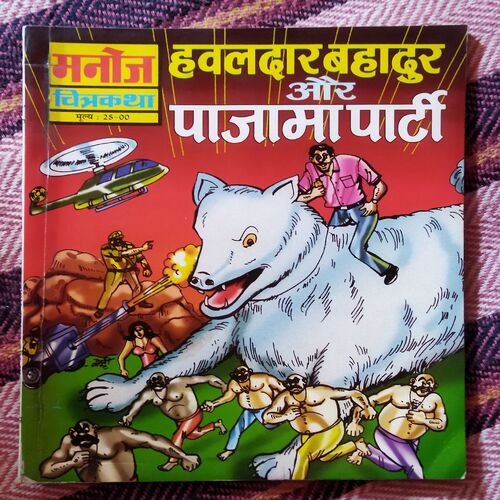 मनोज
चित्रकथा
मूल्य : 25-00
हवलदार बहादुर
और
पाजामा पार्टी